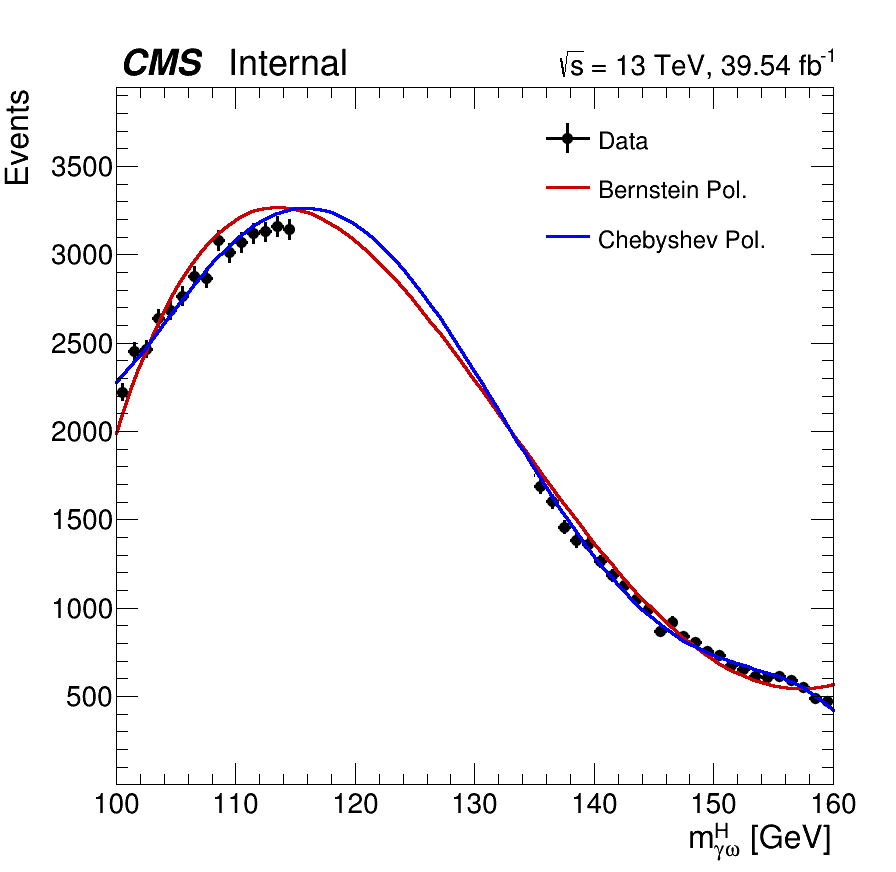 CMS Internal
√s = 13 TeV, 39.54 fb⁻¹
Events
Data
Bernstein Pol.
Chebyshev Pol.
3500
3000
2500
2000
1500
1000
500
100 110 120 130 140 150 160
m^H_γω [GeV]